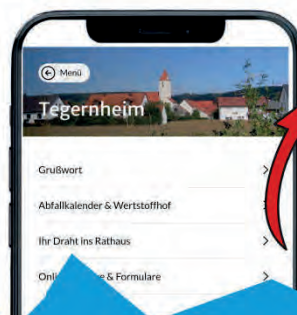 Menü
Tegernheim
Grußwort
Abfallkalender & Wertstoffhof
Ihr Draht ins Rathaus
& Formulare